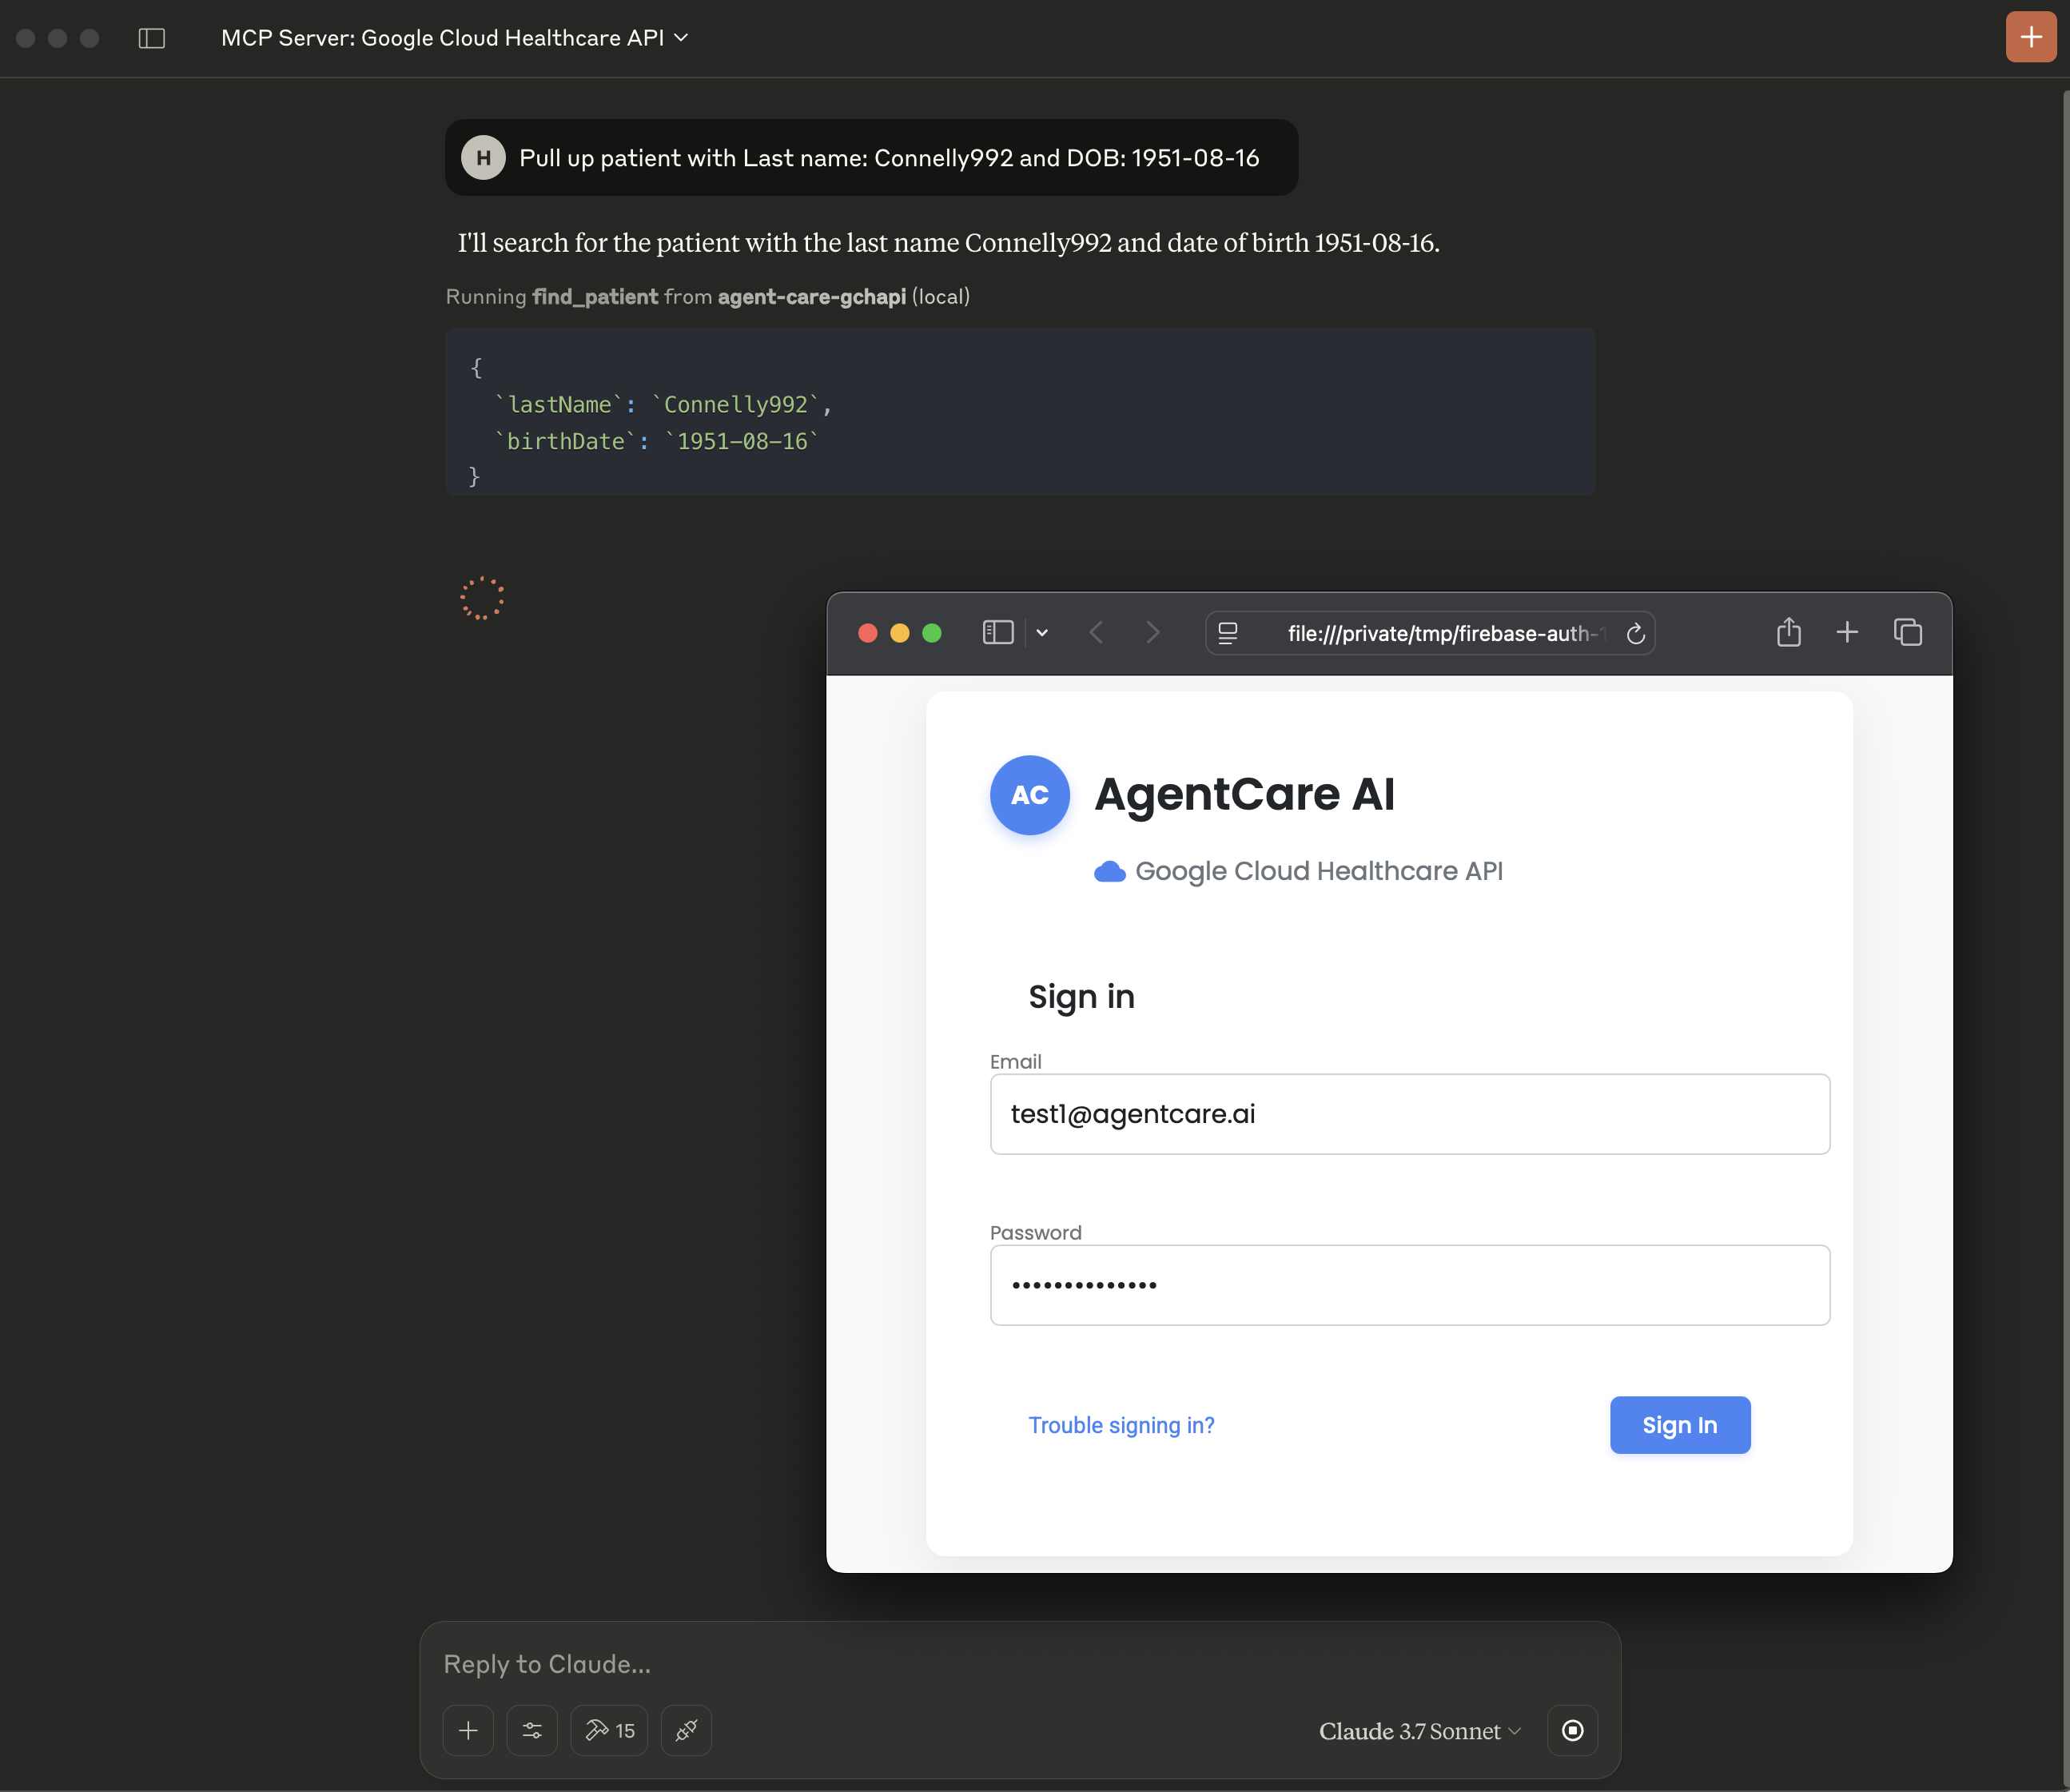 MCP Server: Google Cloud Healthcare API
H Pull up patient with Last name: Connelly992 and DOB: 1951-08-16
I'll search for the patient with the last name Connelly992 and date of birth 1951-08-16.
Running find_patient from agent-care-gchapi (local)
{
`lastName`: `Connelly992`,
`birthDate`: `1951-08-16`
}
file:///private/tmp/firebase-auth-
AC AgentCare AI
Google Cloud Healthcare API
Sign in
Email
test1@agentcare.ai
Password
••••••••••••••
Trouble signing in?
Sign In
Reply to Claude...
15
Claude 3.7 Sonnet